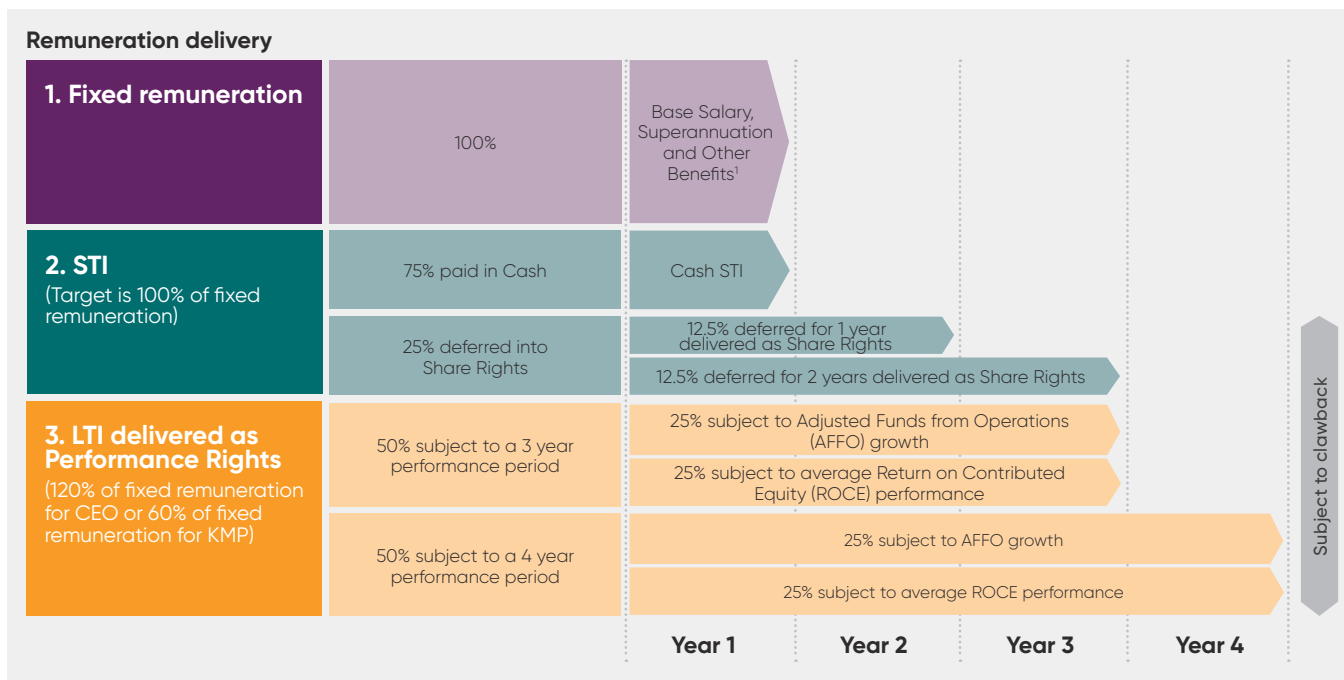 Remuneration delivery
1. Fixed remuneration
100%
Base Salary,
Superannuation
and Other
Benefits¹
2. STI
(Target is 100% of fixed
remuneration)
75% paid in Cash
Cash STI
25% deferred into
Share Rights
12.5% deferred for 1 year
delivered as Share Rights
12.5% deferred for 2 years delivered as Share Rights
3. LTI delivered as
Performance Rights
(120% of fixed remuneration
for CEO or 60% of fixed
remuneration for KMP)
50% subject to a 3 year
performance period
25% subject to Adjusted Funds from Operations
(AFFO) growth
25% subject to average Return on Contributed
Equity (ROCE) performance
50% subject to a 4 year
performance period
25% subject to AFFO growth
25% subject to average ROCE performance
Subject to clawback
Year 1
Year 2
Year 3
Year 4